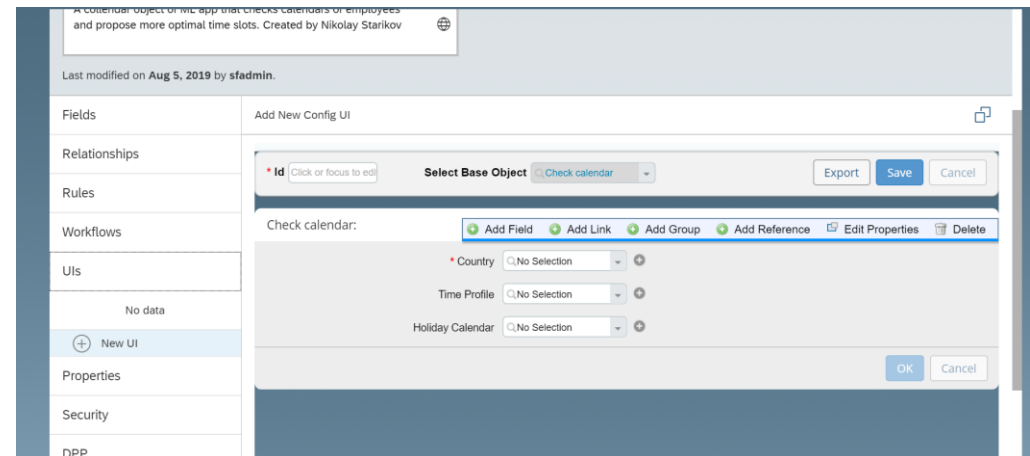 A collendar object of ML app that checks calendars of employees
and propose more optimal time slots. Created by Nikolay Starikov
Last modified on Aug 5, 2019 by sfadmin.
Fields
Add New Config UI
Relationships
* Id Click or focus to edi Select Base Object Check calendar Export Save Cancel
Rules
Workflows
Check calendar: Add Field Add Link Add Group Add Reference Edit Properties Delete
UIs
* Country No Selection
No data
Time Profile No Selection
New UI
Holiday Calendar No Selection
Properties
OK Cancel
Security
DPP